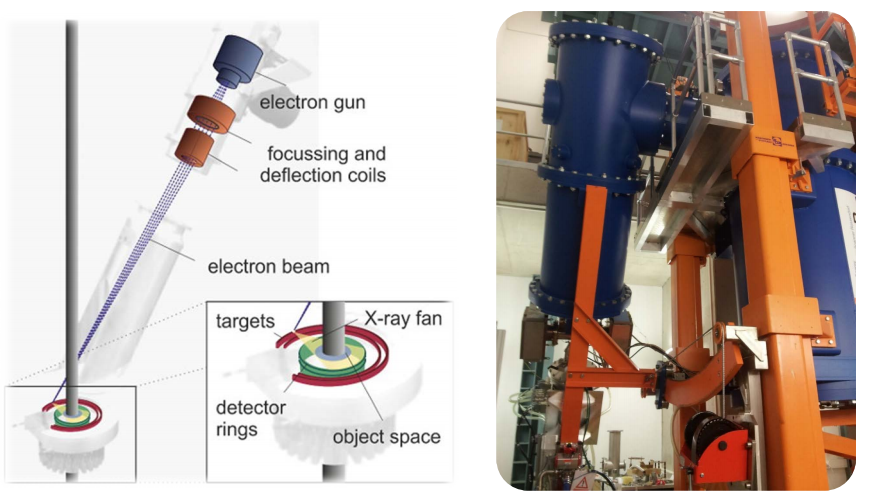 electron gun
focussing and
deflection coils
electron beam
targets
X-ray fan
detector
rings
object space